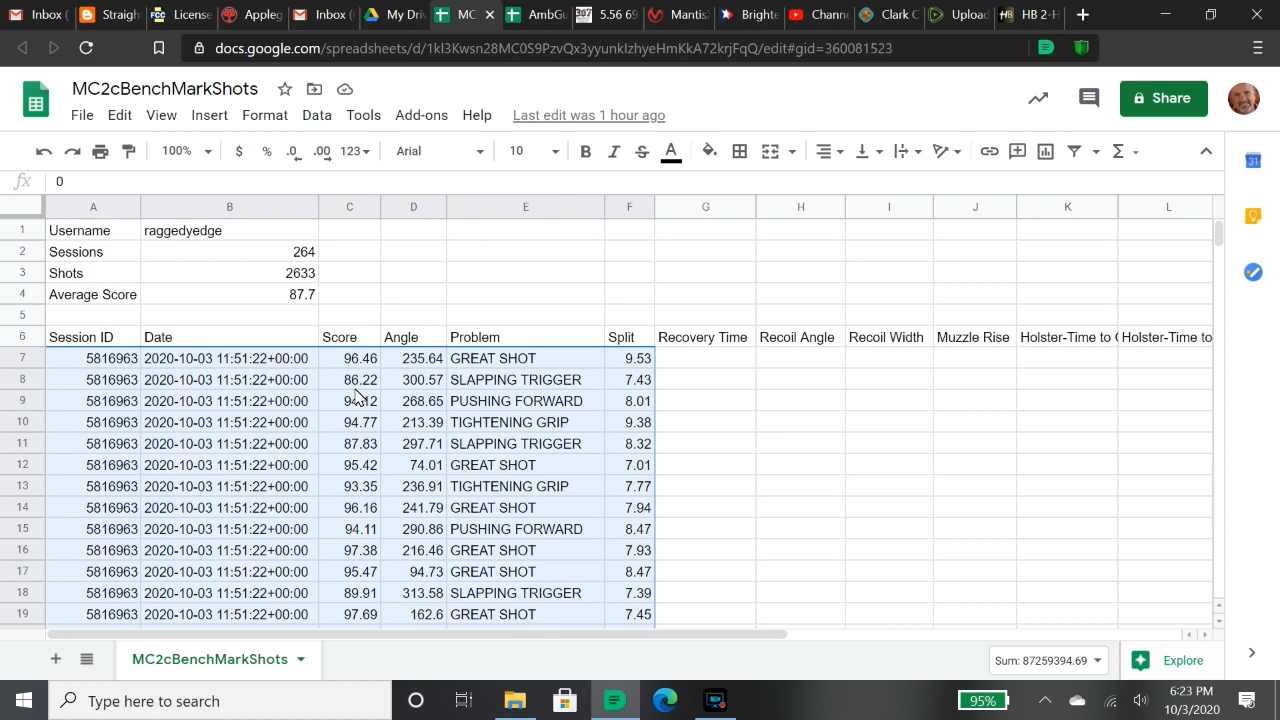 Inbox (
Straigh
License
Appleg
Inbox (
My Dri
MC
AmbGu
5.56 69
Mantis
Brighte
Chann
Clark C
Upload
HB 2-H
docs.google.com/spreadsheets/d/1kl3Kwsn28MC0S9PzvQx3yyunkIzhyeHmKkA72krjFqQ/edit#gid=360081523
MC2cBenchMarkShots
File Edit View Insert Format Data Tools Add-ons Help Last edit was 1 hour ago
Share
100% $ % .0 .00 123 Arial 10 B I S A
fx 0
A B C D E F G H I J K L
1 Username raggedyedge
2 Sessions 264
3 Shots 2633
4 Average Score 87.7
5
6 Session ID Date Score Angle Problem Split Recovery Time Recoil Angle Recoil Width Muzzle Rise Holster-Time to Holster-Time to
7 5816963 2020-10-03 11:51:22+00:00 96.46 235.64 GREAT SHOT 9.53
8 5816963 2020-10-03 11:51:22+00:00 86.22 300.57 SLAPPING TRIGGER 7.43
9 5816963 2020-10-03 11:51:22+00:00 268.65 PUSHING FORWARD 8.01
10 5816963 2020-10-03 11:51:22+00:00 94.77 213.39 TIGHTENING GRIP 9.38
11 5816963 2020-10-03 11:51:22+00:00 87.83 297.71 SLAPPING TRIGGER 8.32
12 5816963 2020-10-03 11:51:22+00:00 95.42 74.01 GREAT SHOT 7.01
13 5816963 2020-10-03 11:51:22+00:00 93.35 236.91 TIGHTENING GRIP 7.77
14 5816963 2020-10-03 11:51:22+00:00 96.16 241.79 GREAT SHOT 7.94
15 5816963 2020-10-03 11:51:22+00:00 94.11 290.86 PUSHING FORWARD 8.47
16 5816963 2020-10-03 11:51:22+00:00 97.38 216.46 GREAT SHOT 7.93
17 5816963 2020-10-03 11:51:22+00:00 95.47 94.73 GREAT SHOT 8.47
18 5816963 2020-10-03 11:51:22+00:00 89.91 313.58 SLAPPING TRIGGER 7.39
19 5816963 2020-10-03 11:51:22+00:00 97.69 162.6 GREAT SHOT 7.45
MC2cBenchMarkShots
Sum: 87259394.69
Explore
Type here to search
95%
6:23 PM
10/3/2020